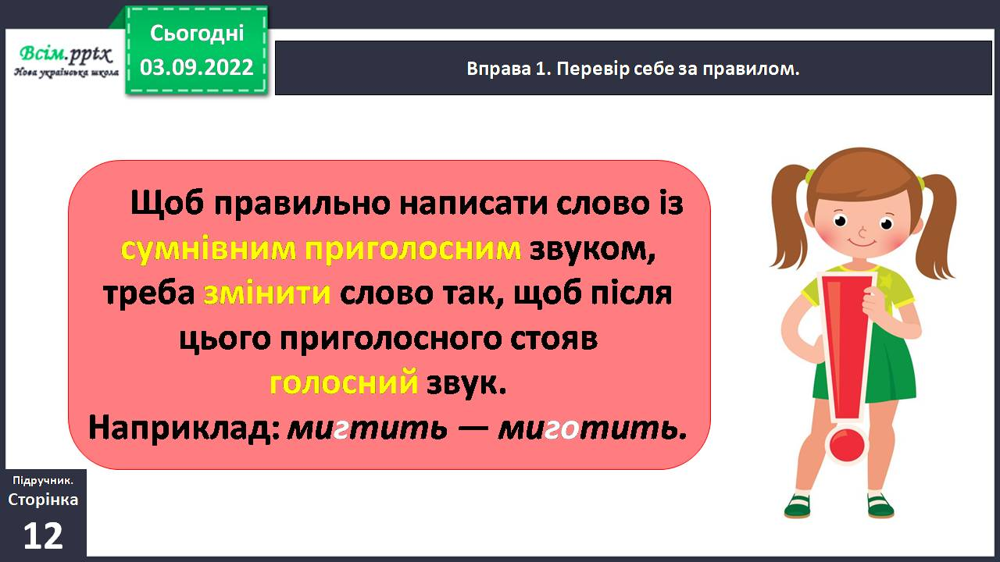 Всім.pptx
Нова українська школа
Сьогодні
03.09.2022
Вправа 1. Перевір себе за правилом.
Щоб правильно написати слово із
сумнівним приголосним звуком,
треба змінити слово так, щоб після
цього приголосного стояв
голосний звук.
Наприклад: мигтить — миготить.
Підручник.
Сторінка
12